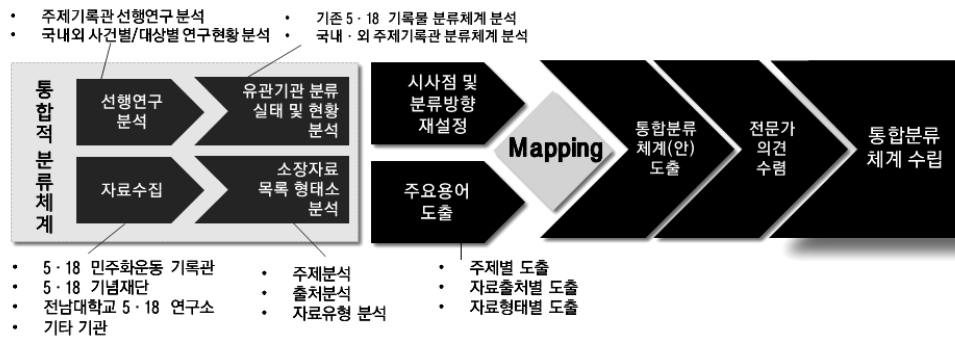 • 주제기록관 선행연구 분석
• 국내외 사건별/대상별 연구현황 분석
• 기존 5 · 18 기록물 분류체계 분석
• 국내 · 외 주제기록관 분류체계 분석
통합적 분류체계
선행연구
분석
유관기관 분류
실태 및 현황
분석
자료수집
소장자료
목록 형태소
분석
시사점 및
분류방향
재설정
주요용어
도출
Mapping
통합분류
체계(안)
도출
전문가
의견
수렴
통합분류
체계 수립
• 5 · 18 민주화운동 기록관
• 5 · 18 기념재단
• 전남대학교 5 · 18 연구소
• 기타 기관
• 주제분석
• 출처분석
• 자료유형 분석
• 주제별 도출
• 자료출처별 도출
• 자료형태별 도출